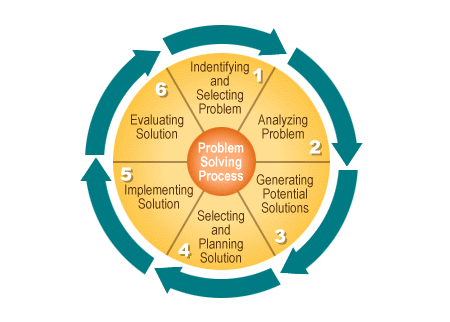 Indentifying
and
Selecting
Problem
1
Analyzing
Problem
2
Generating
Potential
Solutions
3
Selecting
and
Planning
Solution
4
Implementing
Solution
5
Evaluating
Solution
6
Problem
Solving
Process